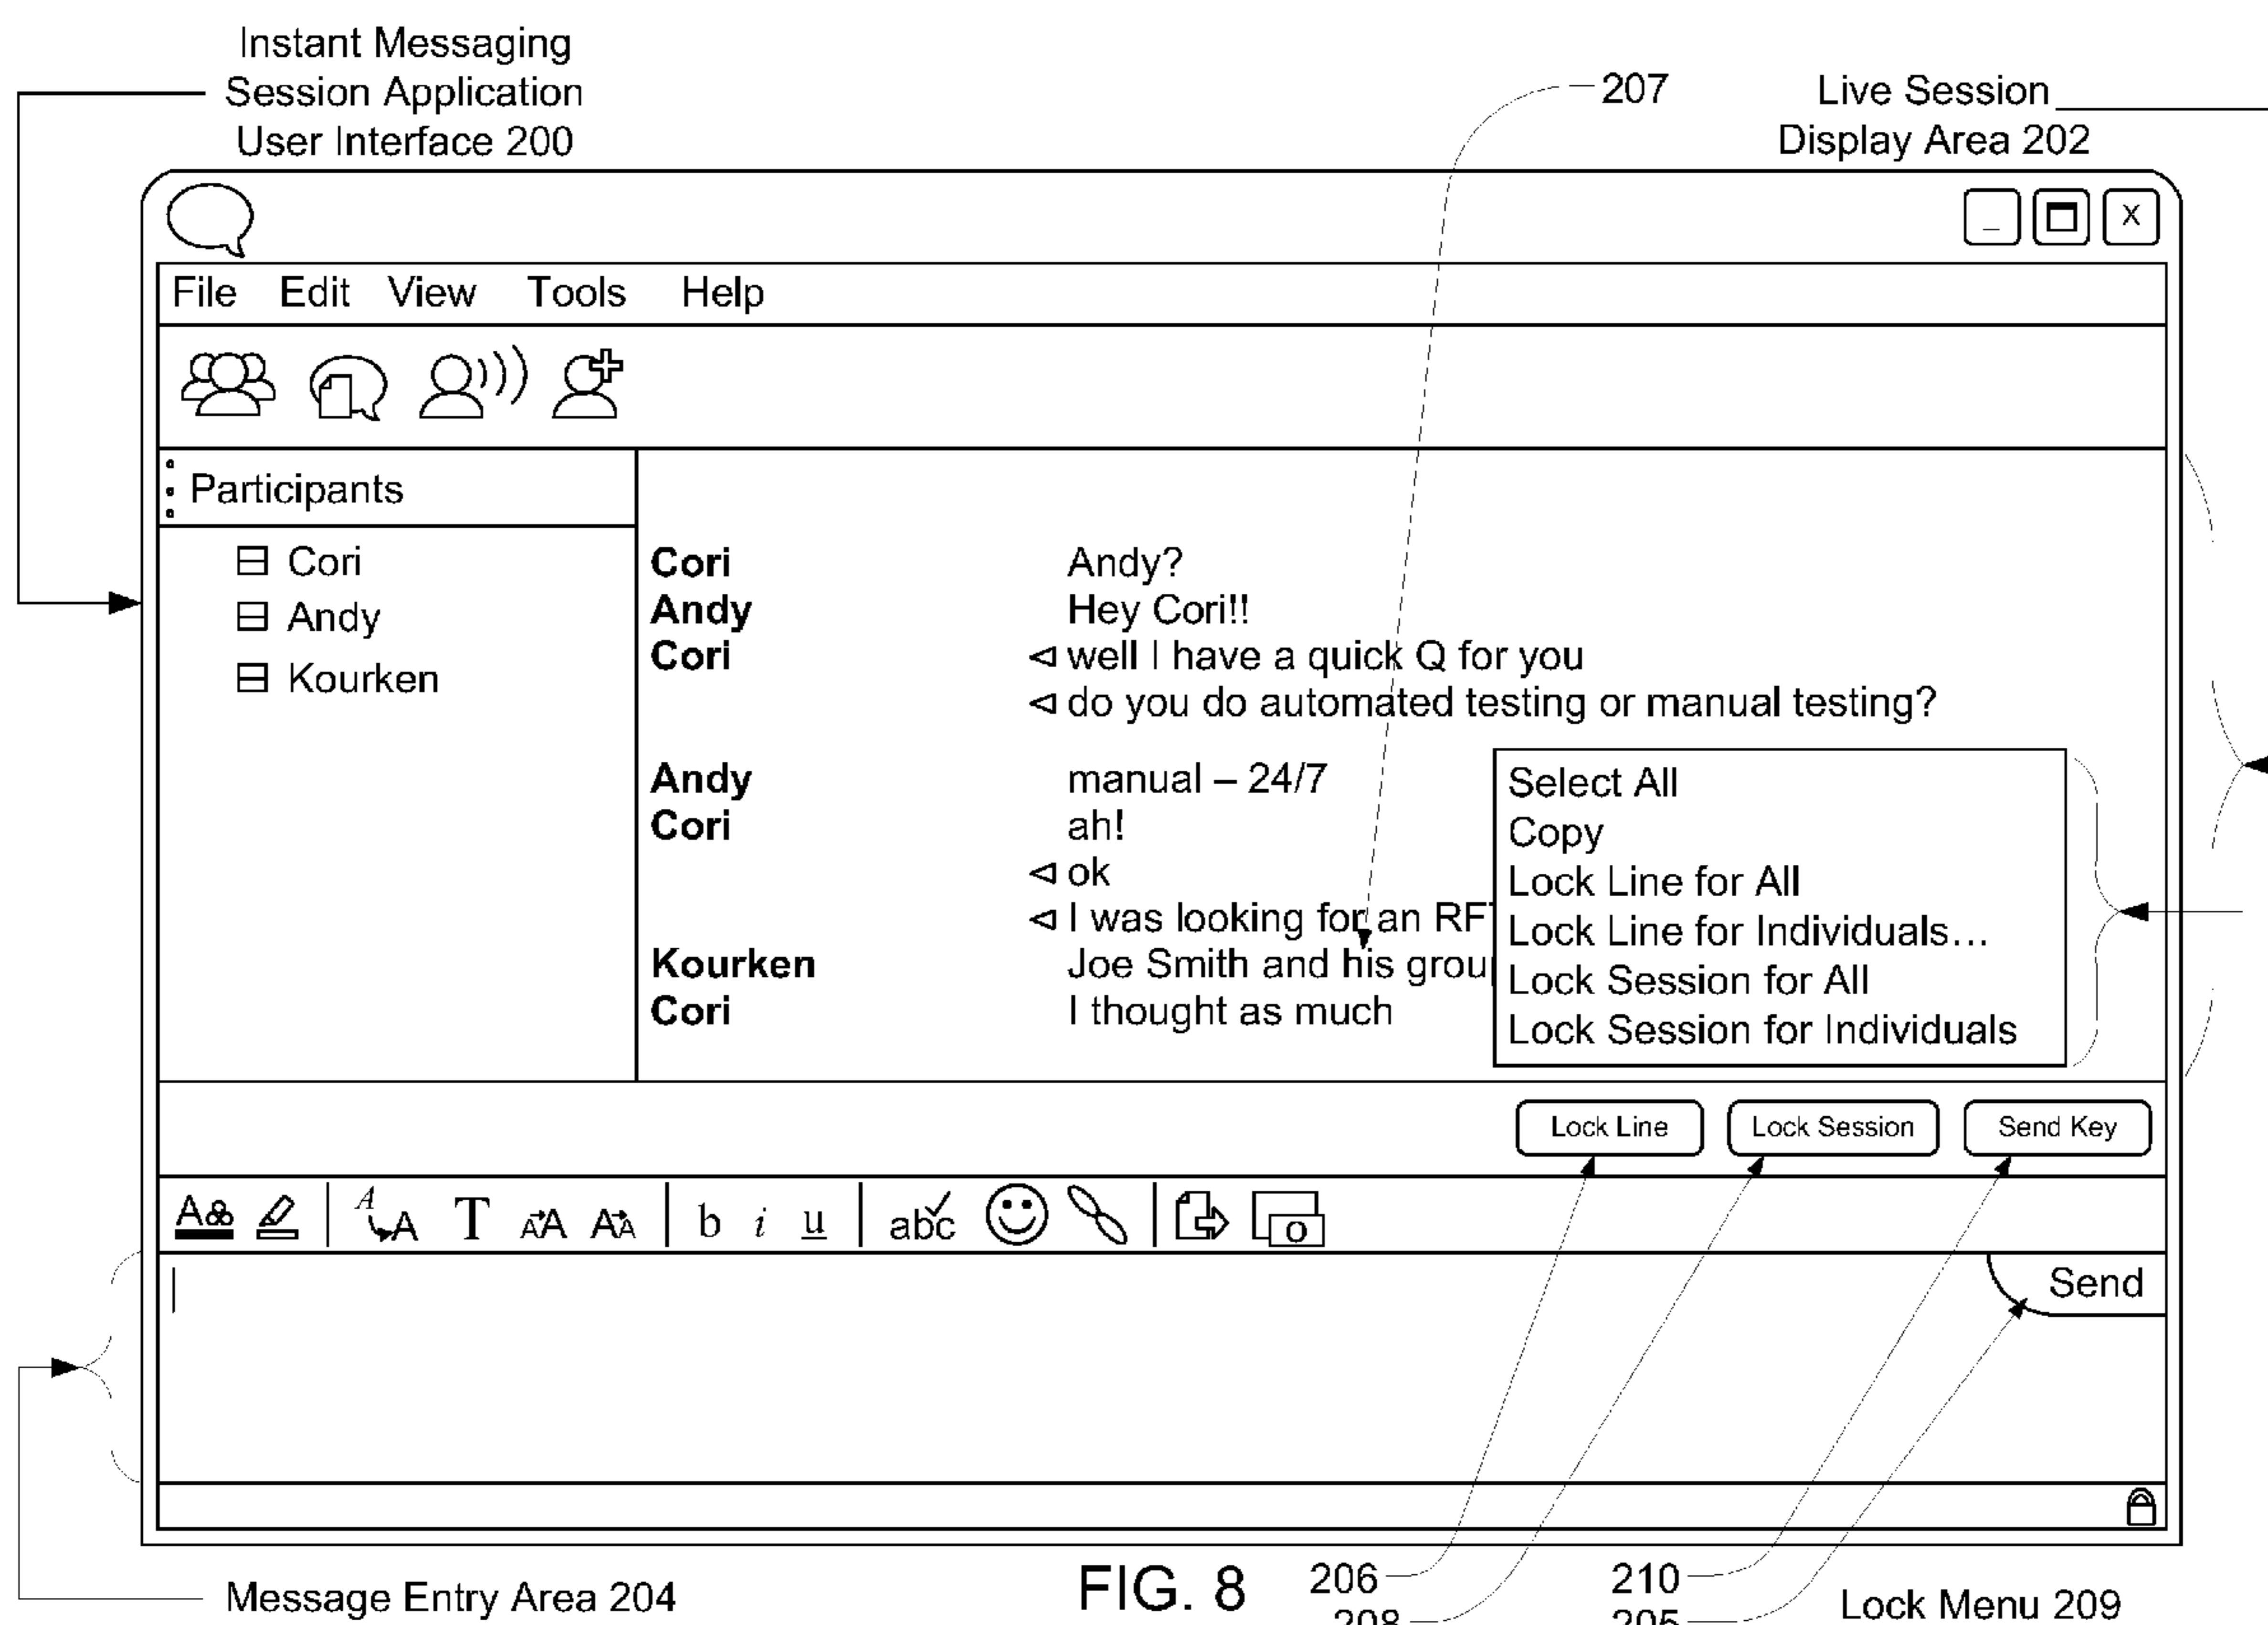 Instant Messaging
Session Application
User Interface 200
207
Live Session
Display Area 202
X
File Edit View Tools Help
Participants
Cori
Andy
Kourken
Cori Andy?
Andy Hey Cori!!
Cori well I have a quick Q for you
do you do automated testing or manual testing?
Andy manual – 24/7
Cori ah!
ok
I was looking for an RF
Kourken Joe Smith and his grou
Cori I thought as much
Select All
Copy
Lock Line for All
Lock Line for Individuals...
Lock Session for All
Lock Session for Individuals
Lock Line Lock Session Send Key
A A A T AA AA b i u abc O
Send
Message Entry Area 204
FIG. 8
206
208
210
205
Lock Menu 209